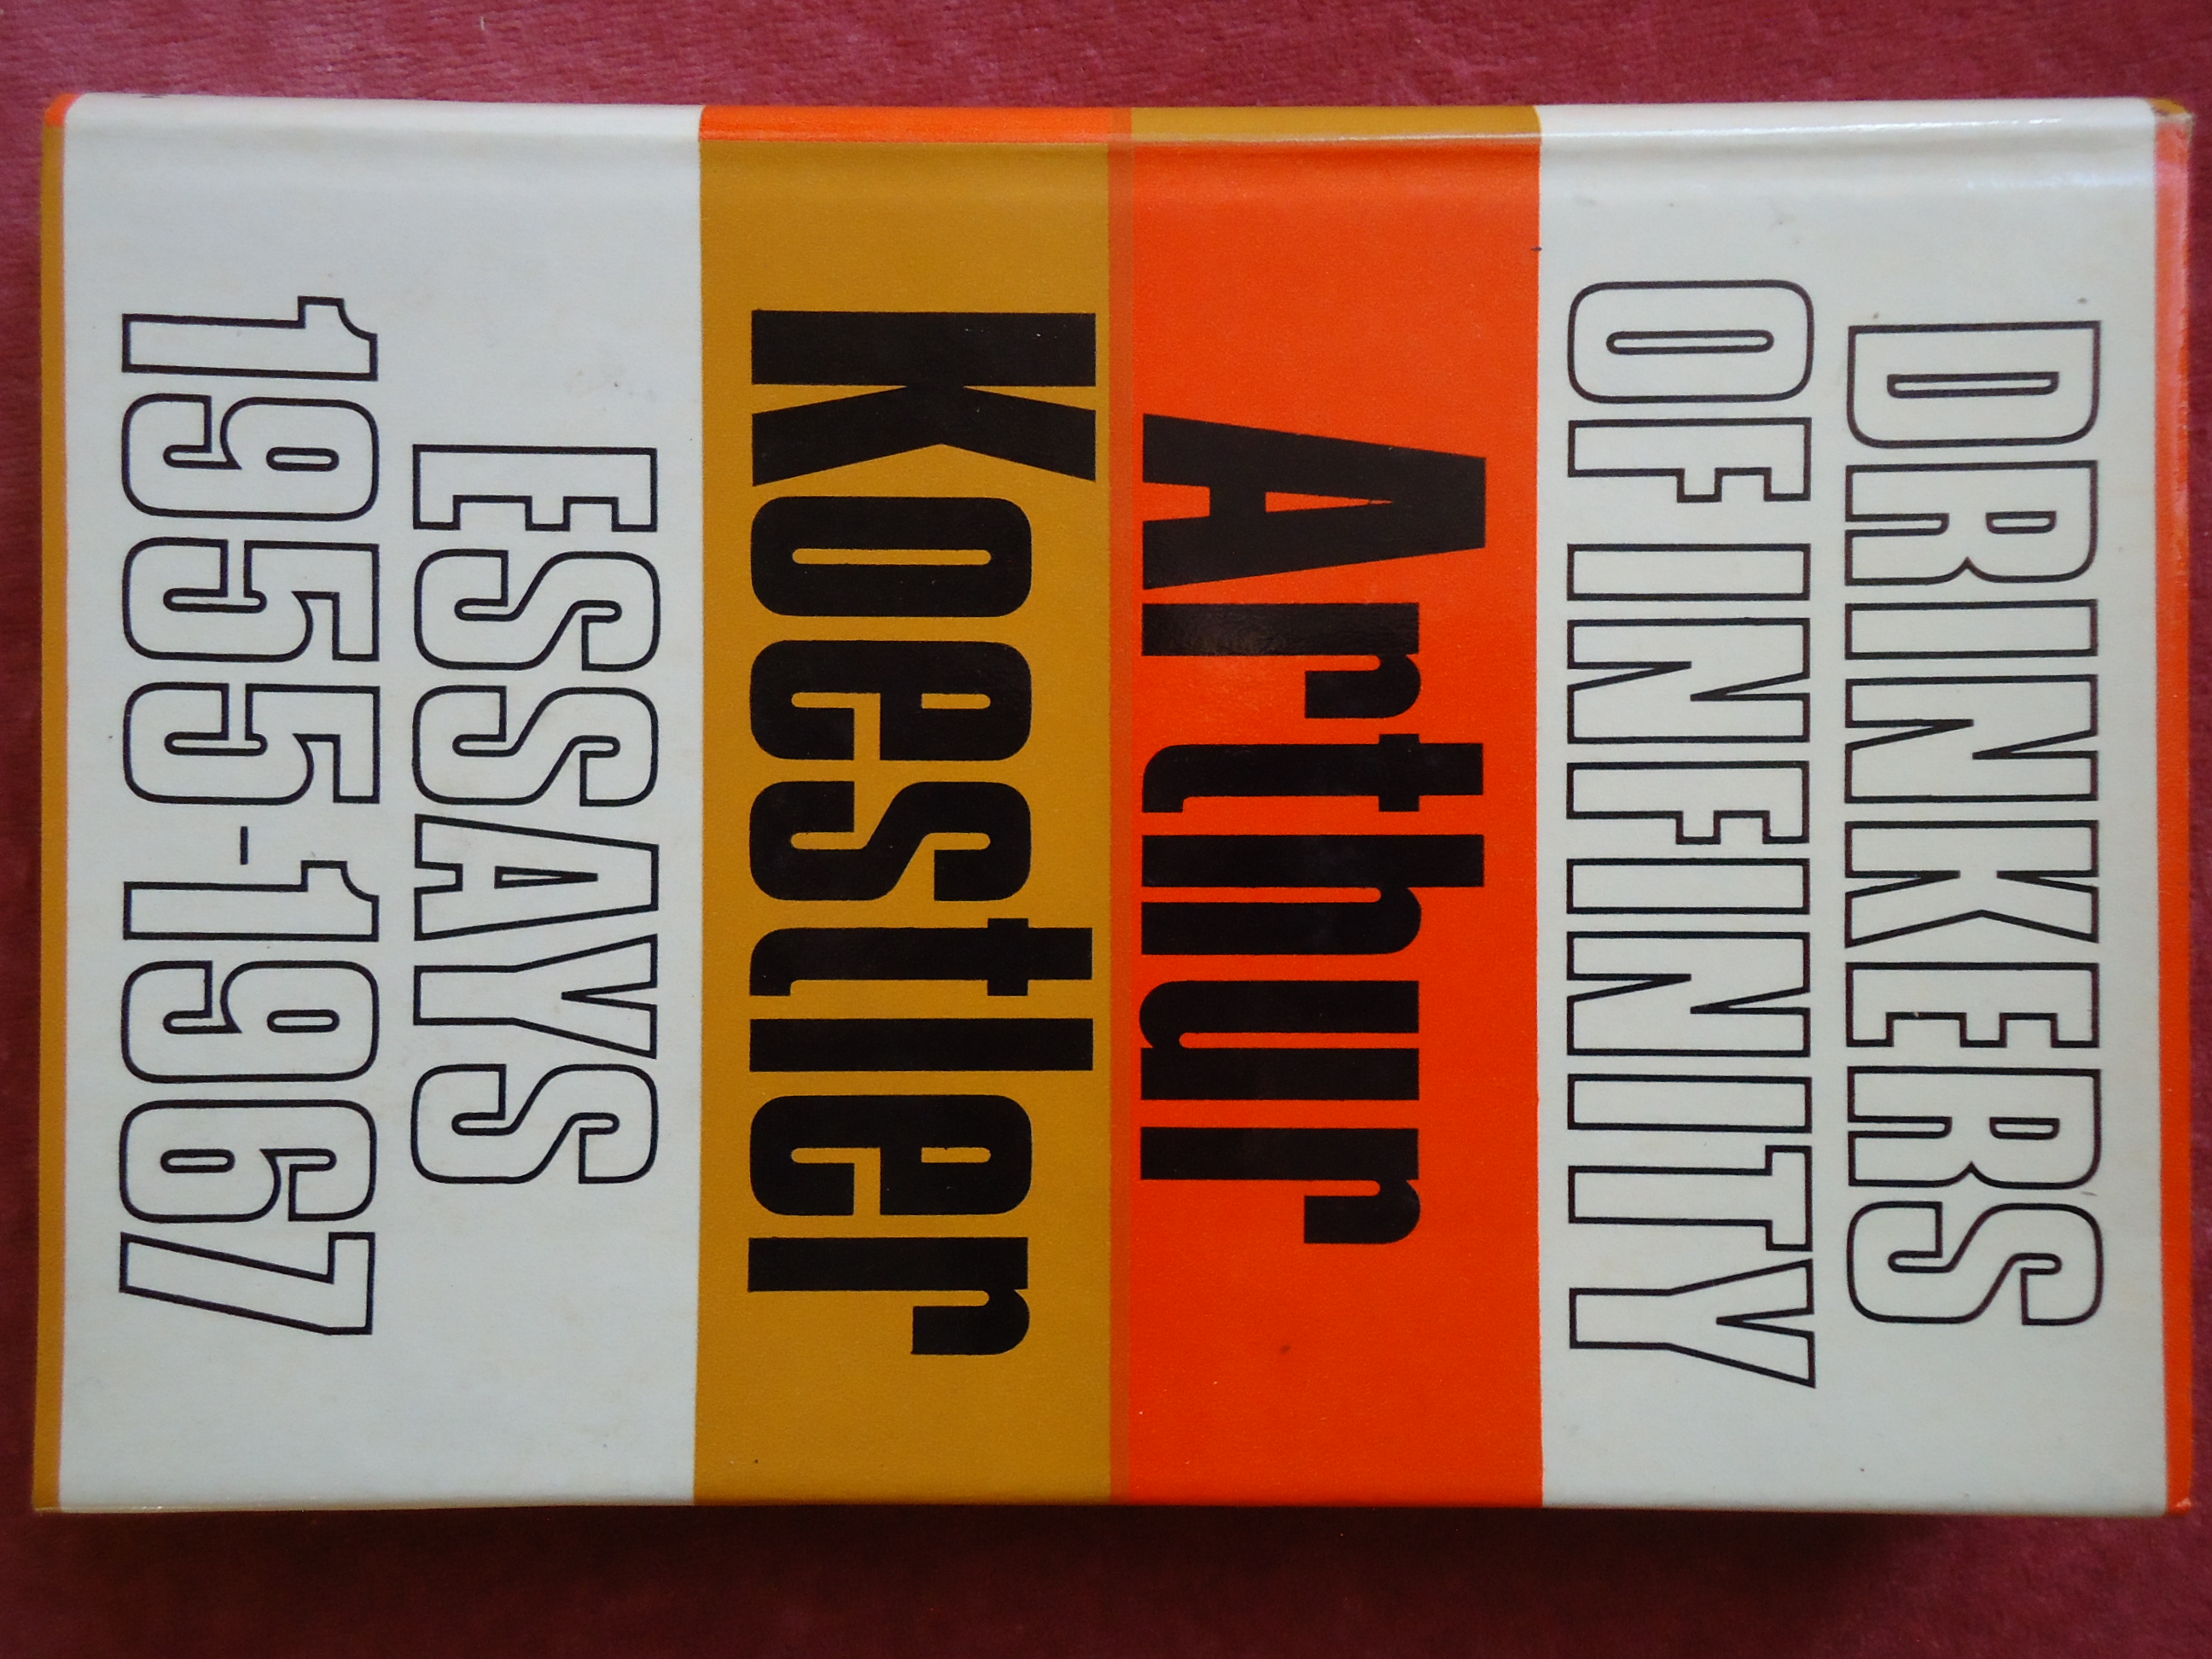 DRINKERS
OF INFINITY
Arthur
Koestler
ESSAYS
1955-1967